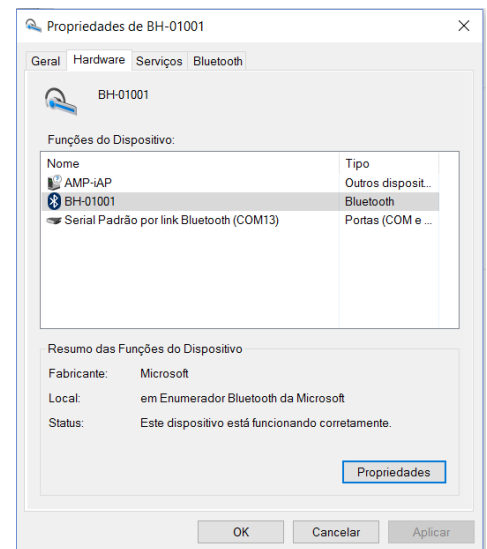 Propriedades de BH-01001
Geral Hardware Serviços Bluetooth
BH-01001
Funções do Dispositivo:
Nome Tipo
AMP-iAP Outros disposit...
BH-01001 Bluetooth
Serial Padrão por link Bluetooth (COM13) Portas (COM e ...
Resumo das Funções do Dispositivo
Fabricante: Microsoft
Local: em Enumerador Bluetooth da Microsoft
Status: Este dispositivo está funcionando corretamente.
Propriedades
OK Cancelar Aplicar